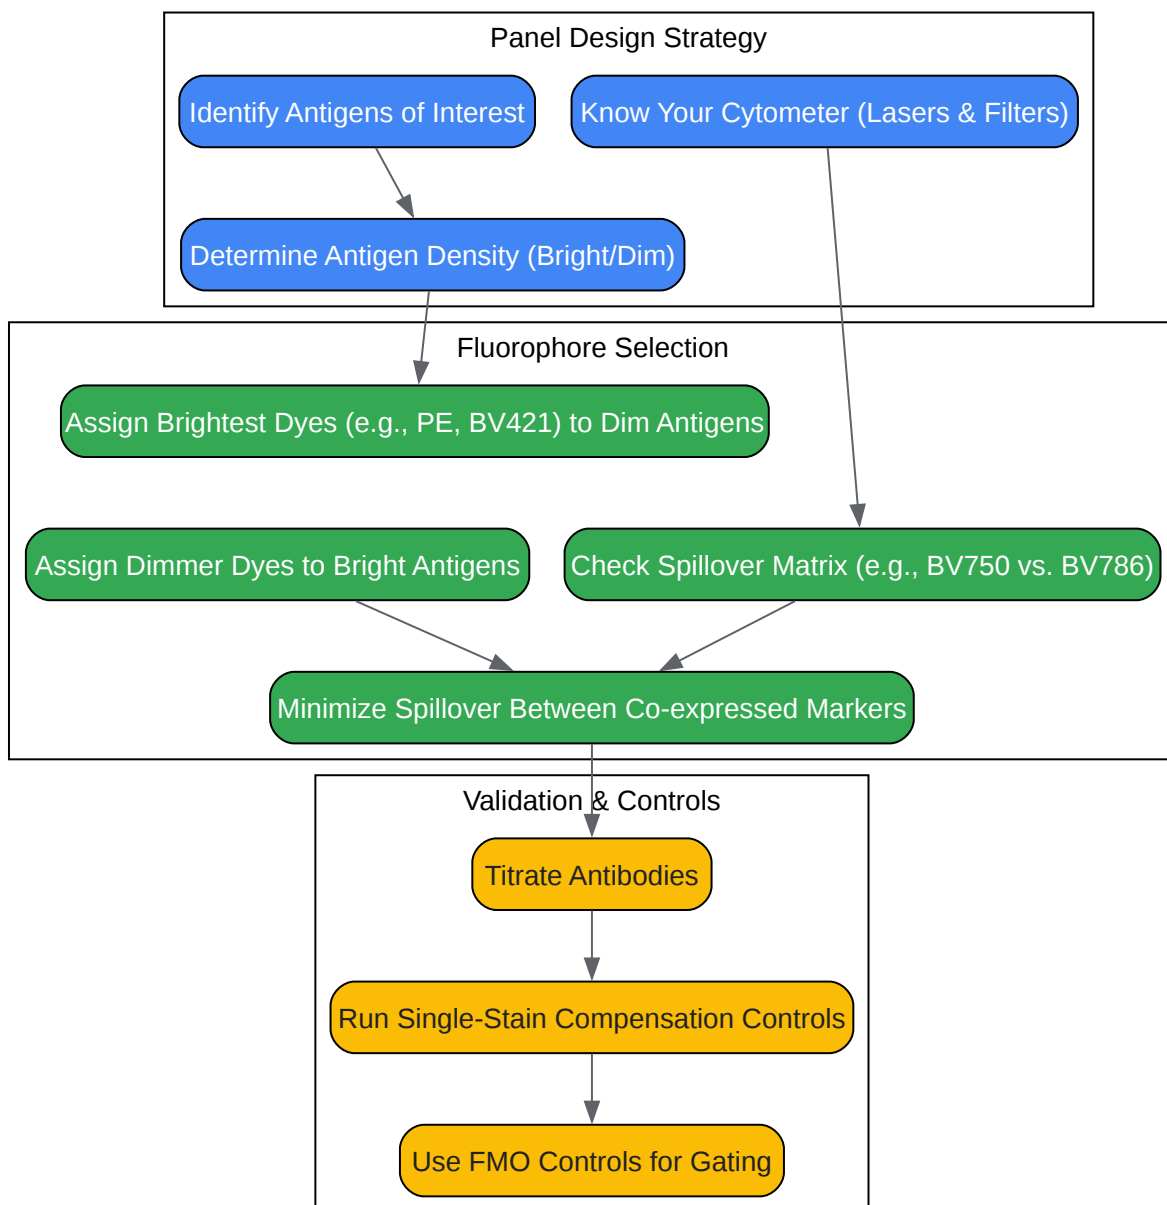 Panel Design Strategy
Identify Antigens of Interest
Know Your Cytometer (Lasers & Filters)
Determine Antigen Density (Bright/Dim)
Fluorophore Selection
Assign Brightest Dyes (e.g., PE, BV421) to Dim Antigens
Assign Dimmer Dyes to Bright Antigens
Check Spillover Matrix (e.g., BV750 vs. BV786)
Minimize Spillover Between Co-expressed Markers
Validation & Controls
Titrate Antibodies
Run Single-Stain Compensation Controls
Use FMO Controls for Gating